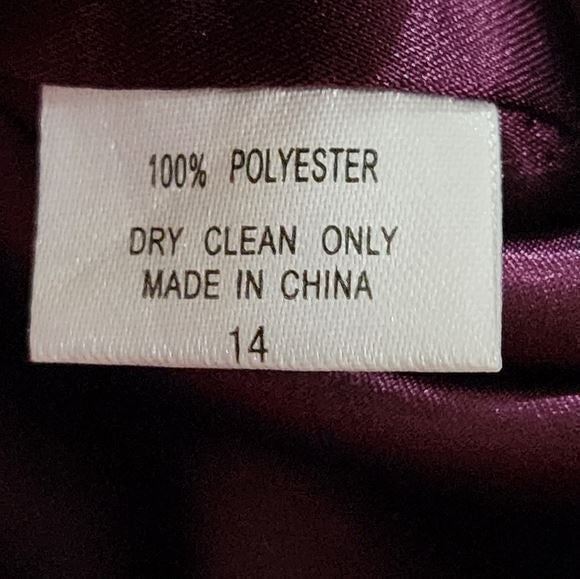 100% POLYESTER
DRY CLEAN ONLY
MADE IN CHINA
14